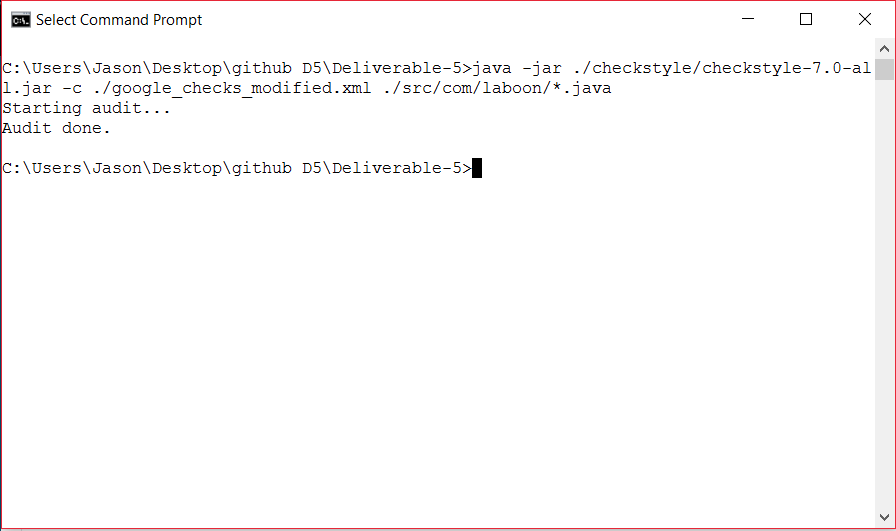 Select Command Prompt
C:\Users\Jason\Desktop\github D5\Deliverable-5>java -jar ./checkstyle/checkstyle-7.0-al
l.jar -c ./google_checks_modified.xml ./src/com/laboon/*.java
Starting audit...
Audit done.
C:\Users\Jason\Desktop\github D5\Deliverable-5>